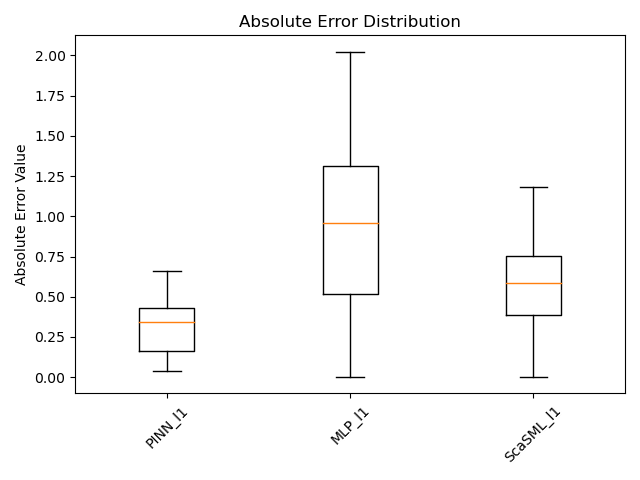 Absolute Error Distribution
Absolute Error Value
2.00
1.75
1.50
1.25
1.00
0.75
0.50
0.25
0.00
PINN_l1
MLP_l1
ScaSML_l1